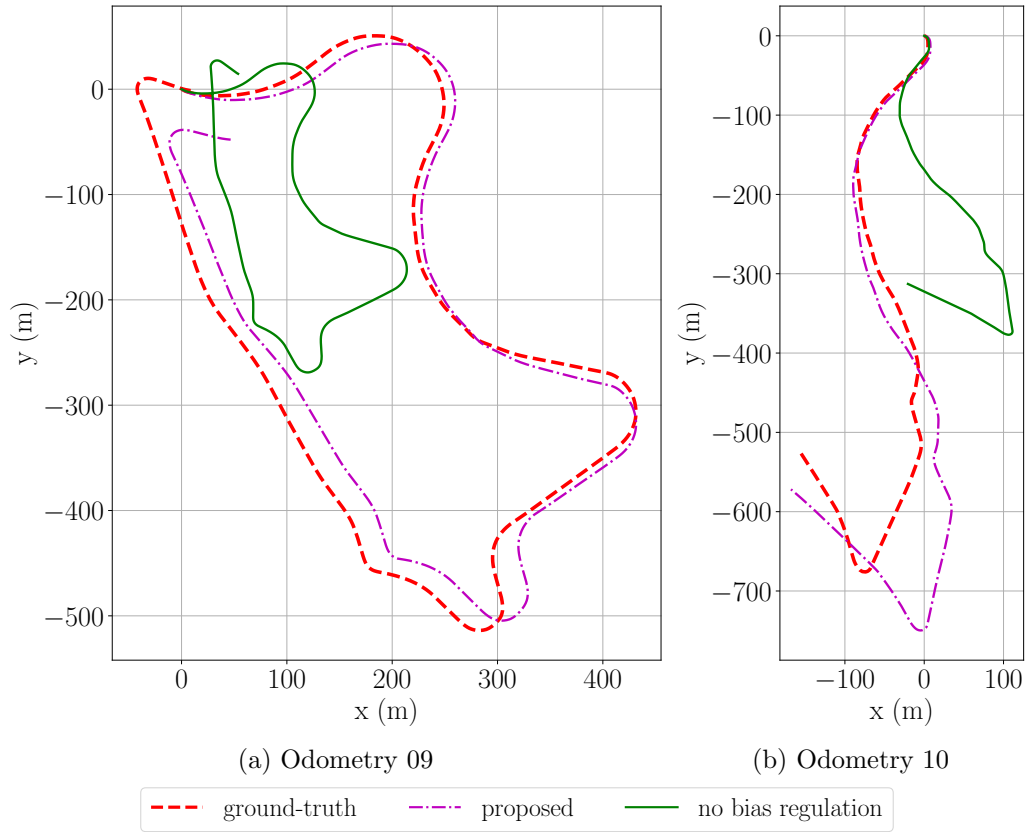 0
−100
−200
−300
−400
−500
y (m)
0 100 200 300 400
x (m)
(a) Odometry 09
0
−100
−200
−300
−400
−500
−600
−700
y (m)
−100 0 100
x (m)
(b) Odometry 10
ground-truth proposed no bias regulation